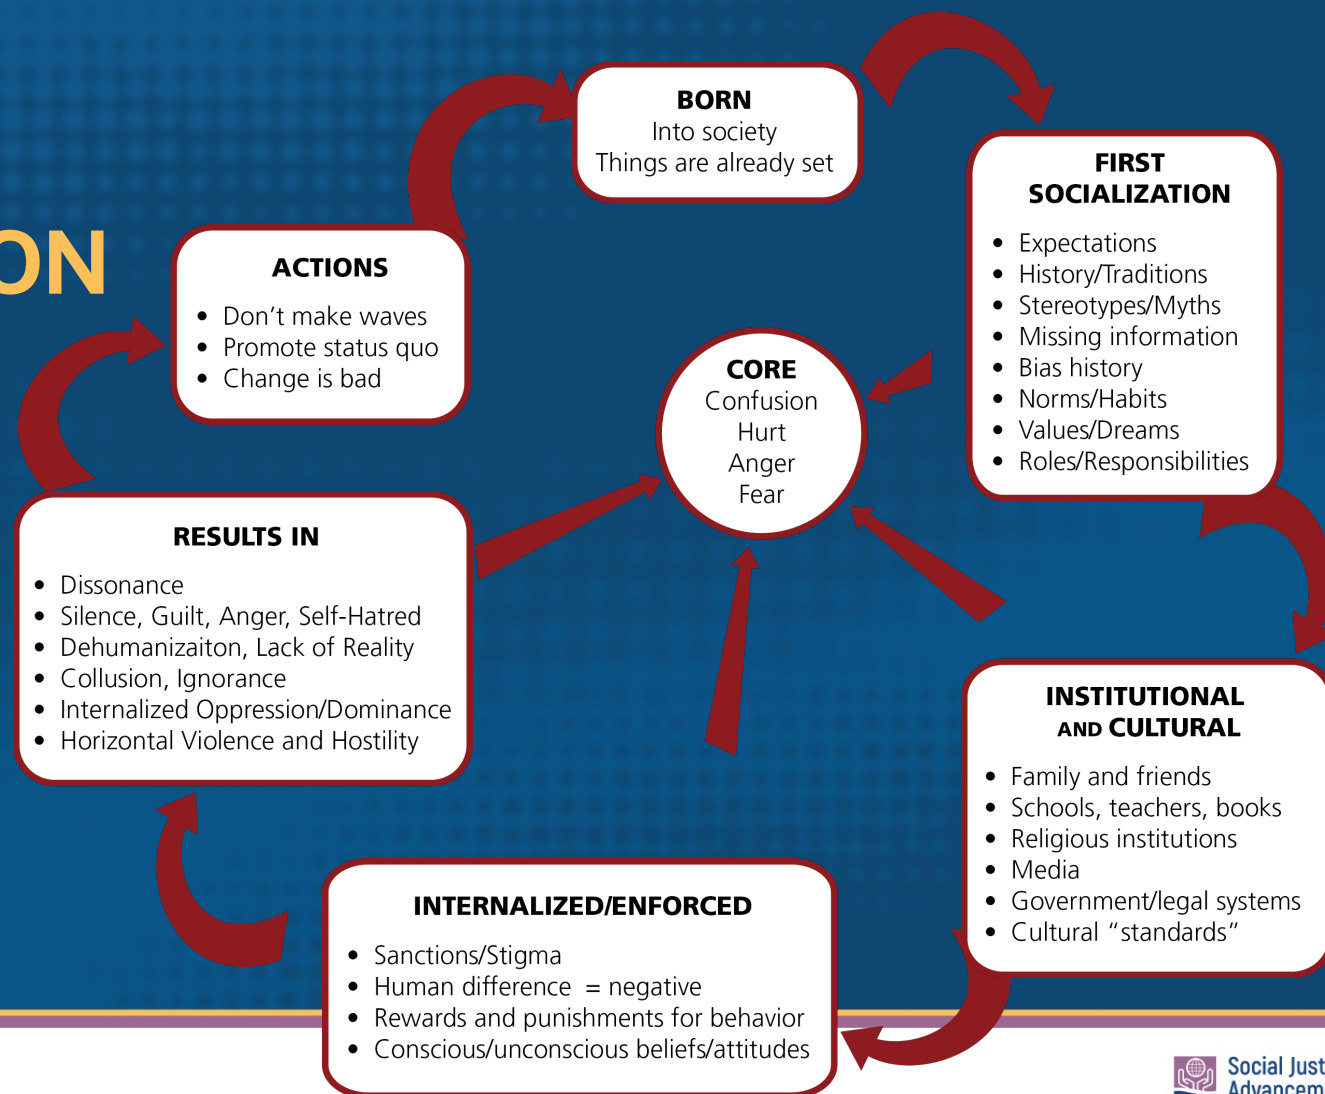 ON
BORN
Into society
Things are already set
FIRST
SOCIALIZATION
• Expectations
• History/Traditions
• Stereotypes/Myths
• Missing information
• Bias history
• Norms/Habits
• Values/Dreams
• Roles/Responsibilities
ACTIONS
• Don’t make waves
• Promote status quo
• Change is bad
CORE
Confusion
Hurt
Anger
Fear
RESULTS IN
• Dissonance
• Silence, Guilt, Anger, Self-Hatred
• Dehumanizaiton, Lack of Reality
• Collusion, Ignorance
• Internalized Oppression/Dominance
• Horizontal Violence and Hostility
INSTITUTIONAL
AND CULTURAL
• Family and friends
• Schools, teachers, books
• Religious institutions
• Media
• Government/legal systems
• Cultural “standards”
INTERNALIZED/ENFORCED
• Sanctions/Stigma
• Human difference = negative
• Rewards and punishments for behavior
• Conscious/unconscious beliefs/attitudes
Social Just
Advancem